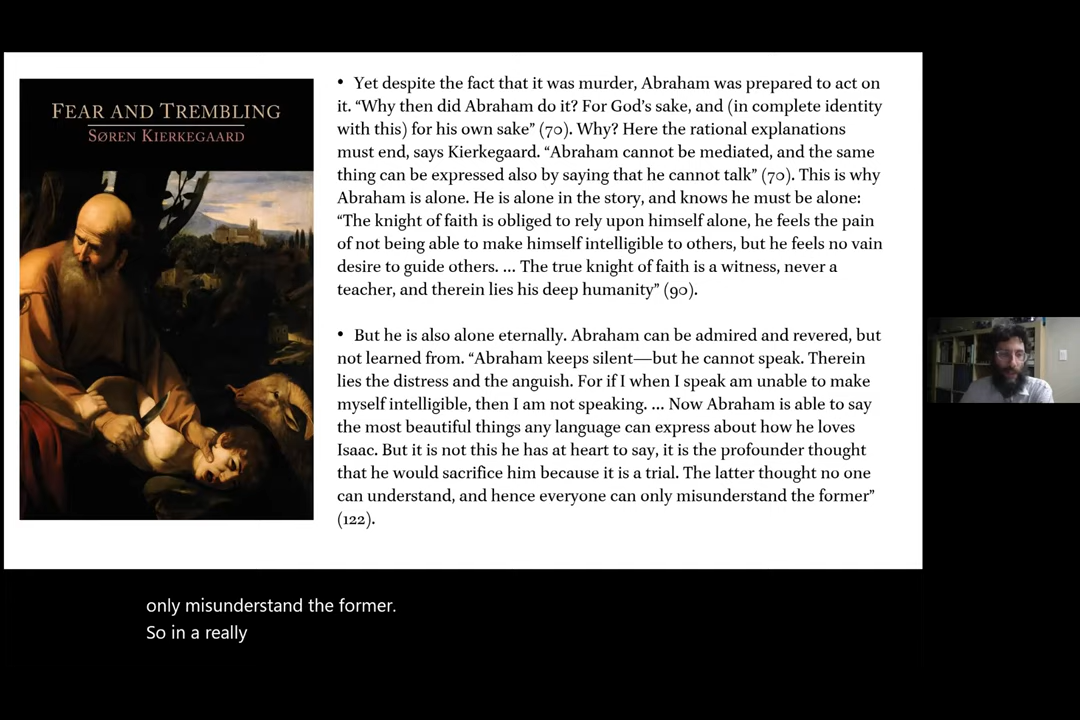 FEAR AND TREMBLING
SØREN KIERKEGAARD
• Yet despite the fact that it was murder, Abraham was prepared to act on
it. “Why then did Abraham do it? For God’s sake, and (in complete identity
with this) for his own sake” (70). Why? Here the rational explanations
must end, says Kierkegaard. “Abraham cannot be mediated, and the same
thing can be expressed also by saying that he cannot talk” (70). This is why
Abraham is alone. He is alone in the story, and knows he must be alone:
“The knight of faith is obliged to rely upon himself alone, he feels the pain
of not being able to make himself intelligible to others, but he feels no vain
desire to guide others. ... The true knight of faith is a witness, never a
teacher, and therein lies his deep humanity” (90).
• But he is also alone eternally. Abraham can be admired and revered, but
not learned from. “Abraham keeps silent—but he cannot speak. Therein
lies the distress and the anguish. For if I when I speak am unable to make
myself intelligible, then I am not speaking. ... Now Abraham is able to say
the most beautiful things any language can express about how he loves
Isaac. But it is not this he has at heart to say, it is the profounder thought
that he would sacrifice him because it is a trial. The latter thought no one
can understand, and hence everyone can only misunderstand the former”
(122).
only misunderstand the former.
So in a really